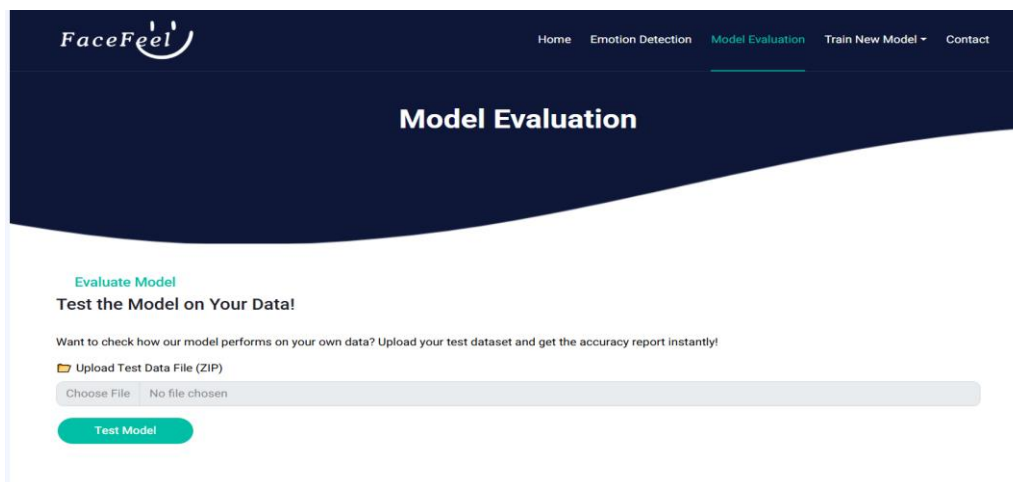 FaceFeel
Home Emotion Detection Model Evaluation Train New Model Contact
Model Evaluation
Evaluate Model
Test the Model on Your Data!
Want to check how our model performs on your own data? Upload your test dataset and get the accuracy report instantly!
Upload Test Data File (ZIP)
Choose File No file chosen
Test Model